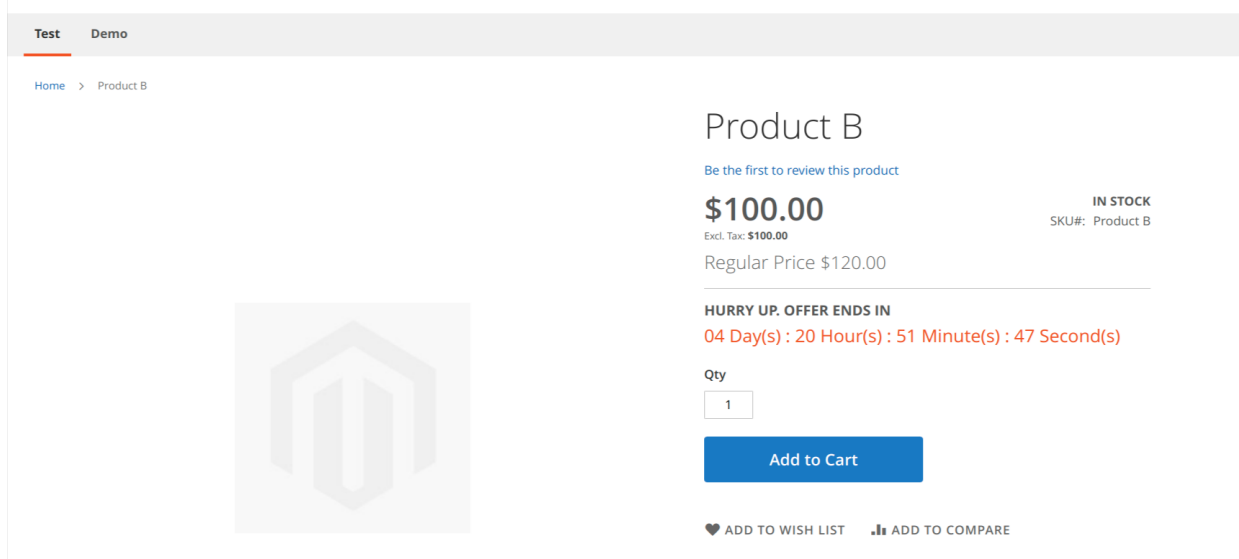 Test Demo
Home > Product B
Product B
Be the first to review this product
$100.00
IN STOCK
Excl. Tax: $100.00
SKU#: Product B
Regular Price $120.00
HURRY UP. OFFER ENDS IN
04 Day(s) : 20 Hour(s) : 51 Minute(s) : 47 Second(s)
Qty
1
Add to Cart
ADD TO WISH LIST ADD TO COMPARE